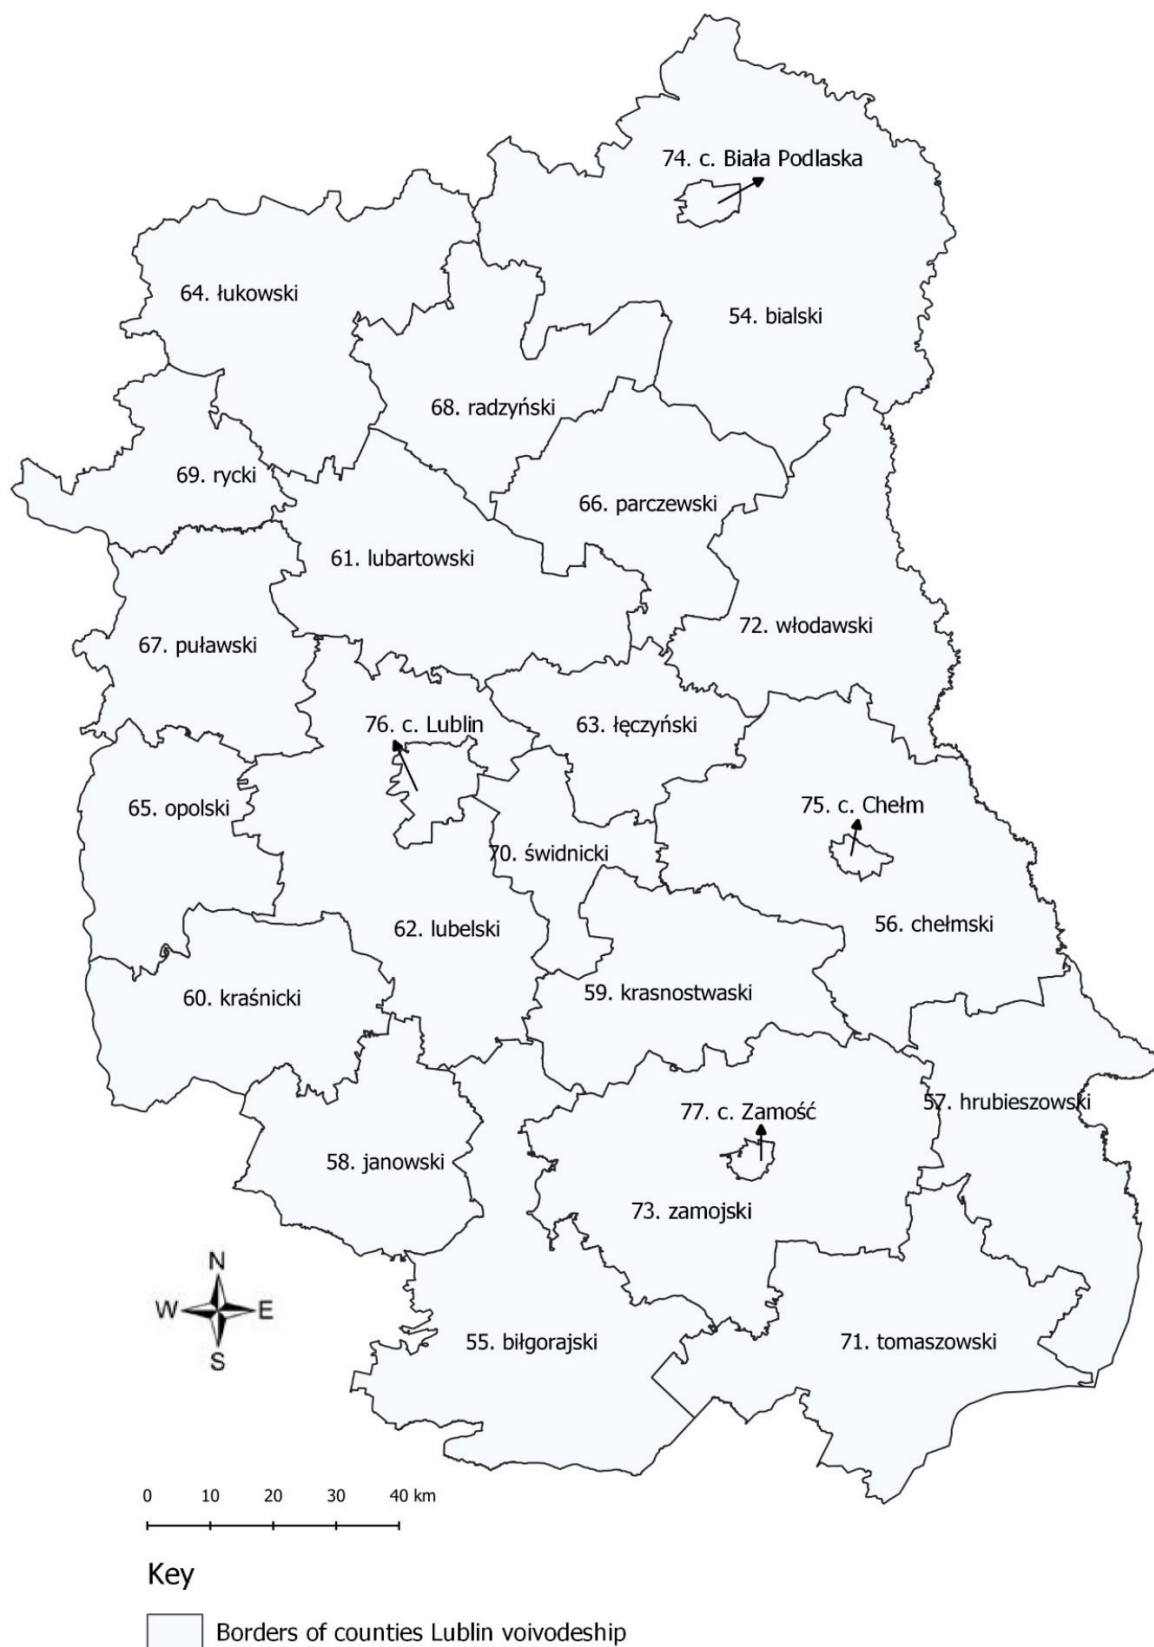 74. c. Biała Podlaska
64. łukowski
54. bialski
68. radzyński
69. rycki
66. parczewski
61. lubartowski
72. włodawski
67. puławski
76. c. Lublin
63. łęczyński
65. opolski
75. c. Chełm
70. świdnicki
62. lubelski
56. chełmski
60. kraśnicki
59. krasnostwaski
57. hrubieszowski
77. c. Zamość
58. janowski
73. zamojski
N
W E
S
55. biłgorajski
71. tomaszowski
0 10 20 30 40 km
Key
Borders of counties Lublin voivodeship